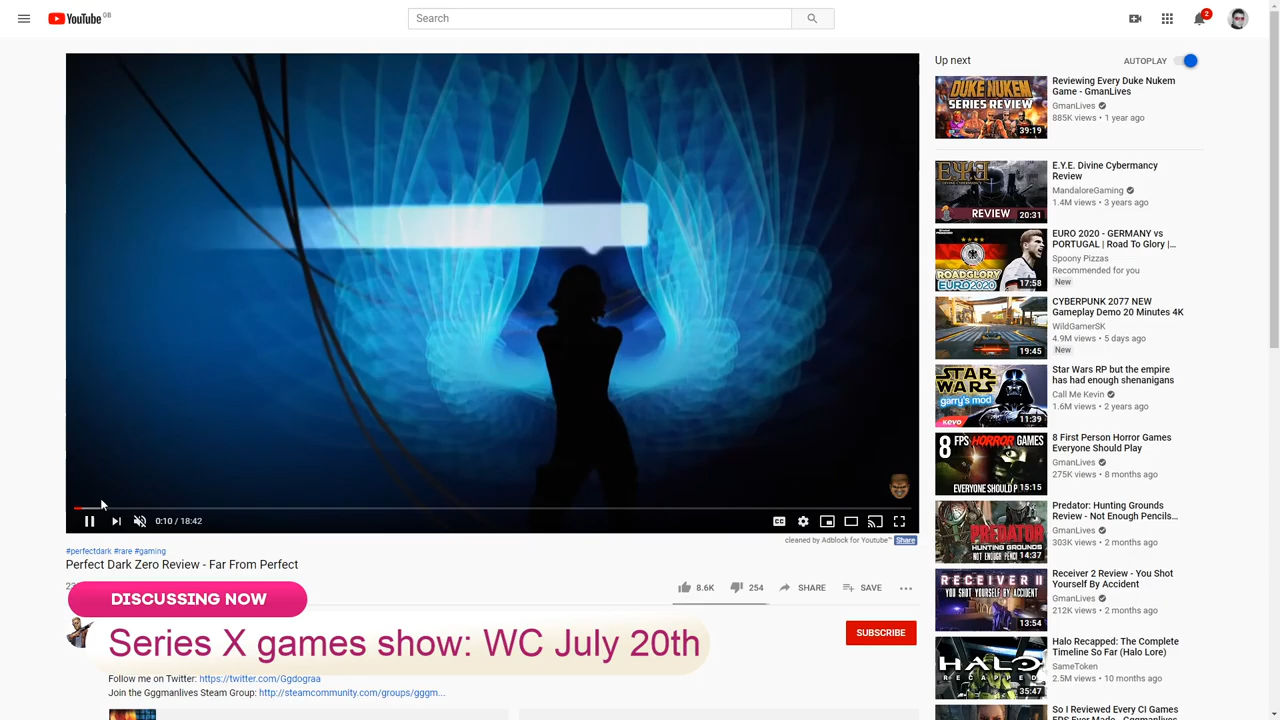 YouTube GB
Search
2
Up next
AUTOPLAY
DUKE NUKEM
SERIES REVIEW
39:19
Reviewing Every Duke Nukem
Game - GmanLives
GmanLives
885K views • 1 year ago
E.Y.E
REVIEW
20:31
E.Y.E. Divine Cybermancy
Review
MandaloreGaming
1.4M views • 3 years ago
ROADGLORY
EURO2020
17:58
EURO 2020 - GERMANY vs
PORTUGAL | Road To Glory |...
Spoony Pizzas
Recommended for you
New
19:45
CYBERPUNK 2077 NEW
Gameplay Demo 20 Minutes 4K
WildGamerSK
4.9M views • 5 days ago
New
STAR
WARS
garry's mod
kevo
11:39
Star Wars RP but the empire
has had enough shenanigans
Call Me Kevin
1.6M views • 2 years ago
8 FPS HORROR GAMES
EVERYONE SHOULD P
15:15
8 First Person Horror Games
Everyone Should Play
GmanLives
275K views • 8 months ago
PREDATOR
HUNTING GROUNDS
NOT ENOUGH PENCILS
14:37
Predator: Hunting Grounds
Review - Not Enough Pencils...
GmanLives
303K views • 2 months ago
RECEIVER II
YOU SHOT YOURSELF BY ACCIDENT
13:54
Receiver 2 Review - You Shot
Yourself By Accident
GmanLives
212K views • 2 months ago
HALO
RECAPPED
35:47
Halo Recapped: The Complete
Timeline So Far (Halo Lore)
SameToken
2.5M views • 10 months ago
So I Reviewed Every CI Games
0:10 / 18:42
CC
cleaned by Adblock for Youtube™ Share
#perfectdark #rare #gaming
Perfect Dark Zero Review - Far From Perfect
8.6K
254
SHARE
SAVE
DISCUSSING NOW
Series X games show: WC July 20th
SUBSCRIBE
Follow me on Twitter: https://twitter.com/Ggdograa
Join the Gggmanlives Steam Group: http://steamcommunity.com/groups/gggm...